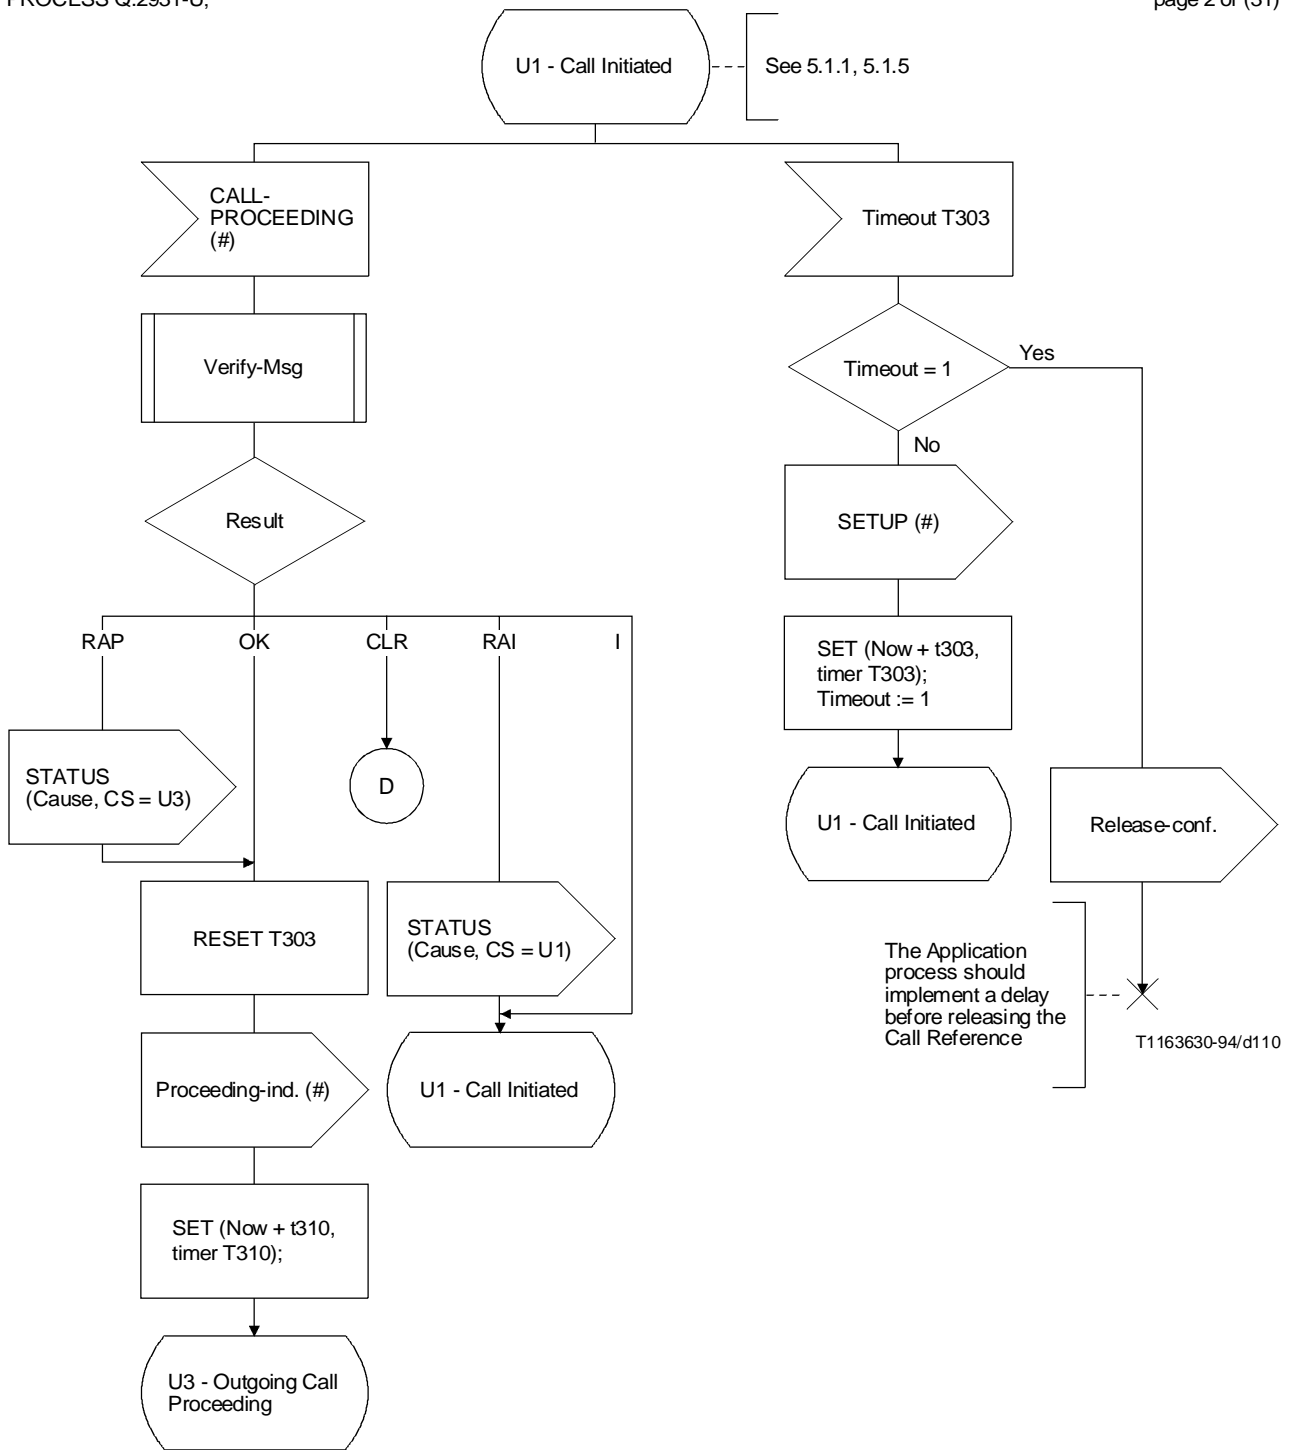 page 2 of (31)
U1 - Call Initiated
See 5.1.1, 5.1.5
CALL-
PROCEEDING
(#)
Timeout T303
Verify-Msg
Timeout = 1
Yes
No
Result
SETUP (#)
RAP
OK
CLR
RAI
I
SET (Now + t303,
timer T303);
Timeout := 1
STATUS
(Cause, CS = U3)
D
U1 - Call Initiated
Release-conf.
RESET T303
STATUS
(Cause, CS = U1)
The Application
process should
implement a delay
before releasing the
Call Reference
T1163630-94/d110
Proceeding-ind. (#)
U1 - Call Initiated
SET (Now + t310,
timer T310);
U3 - Outgoing Call
Proceeding